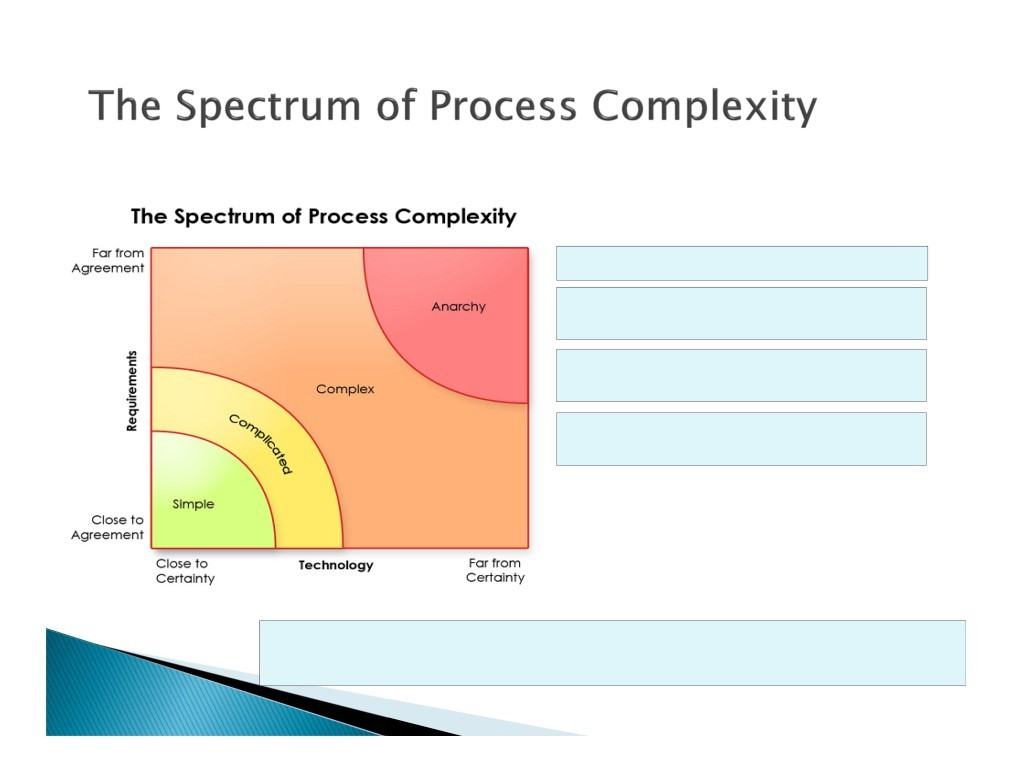 The Spectrum of Process Complexity
The Spectrum of Process Complexity
Far from
Agreement
Anarchy
Requirements
Complex
Complicated
Simple
Close to
Agreement
Close to
Certainty
Technology
Far from
Certainty